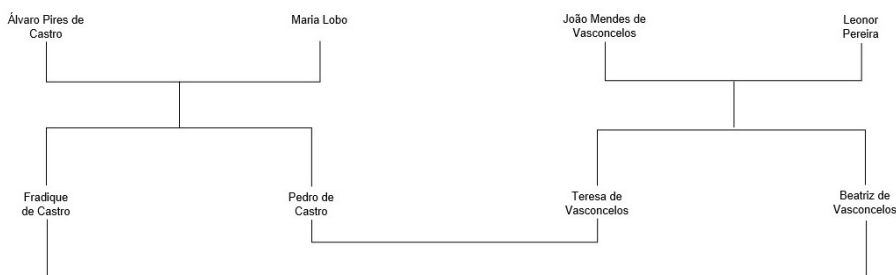 Álvaro Pires de
Castro
Maria Lobo
João Mendes de
Vasconcelos
Leonor
Pereira
Fradique
de Castro
Pedro de
Castro
Teresa de
Vasconcelos
Beatriz de
Vasconcelos